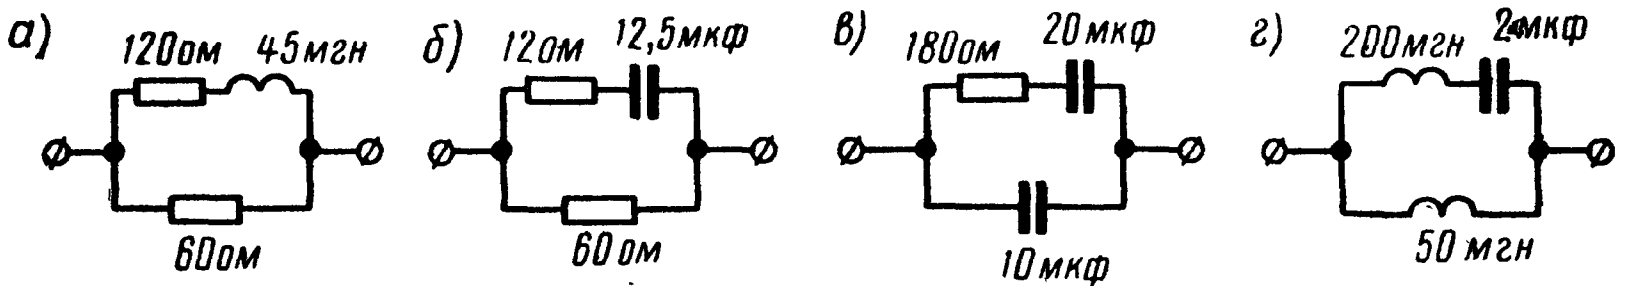 а) 120ом 45мгн
60ом
б) 12ом 12,5мкф
60ом
в) 180ом 20мкф
10мкф
г) 200мгн 2мкф
50мгн